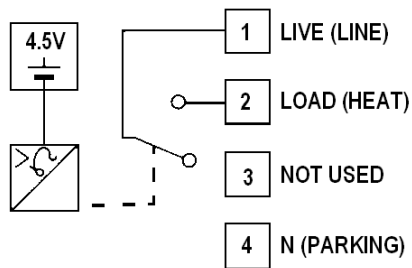 4.5V
1 LIVE (LINE)
2 LOAD (HEAT)
3 NOT USED
4 N (PARKING)